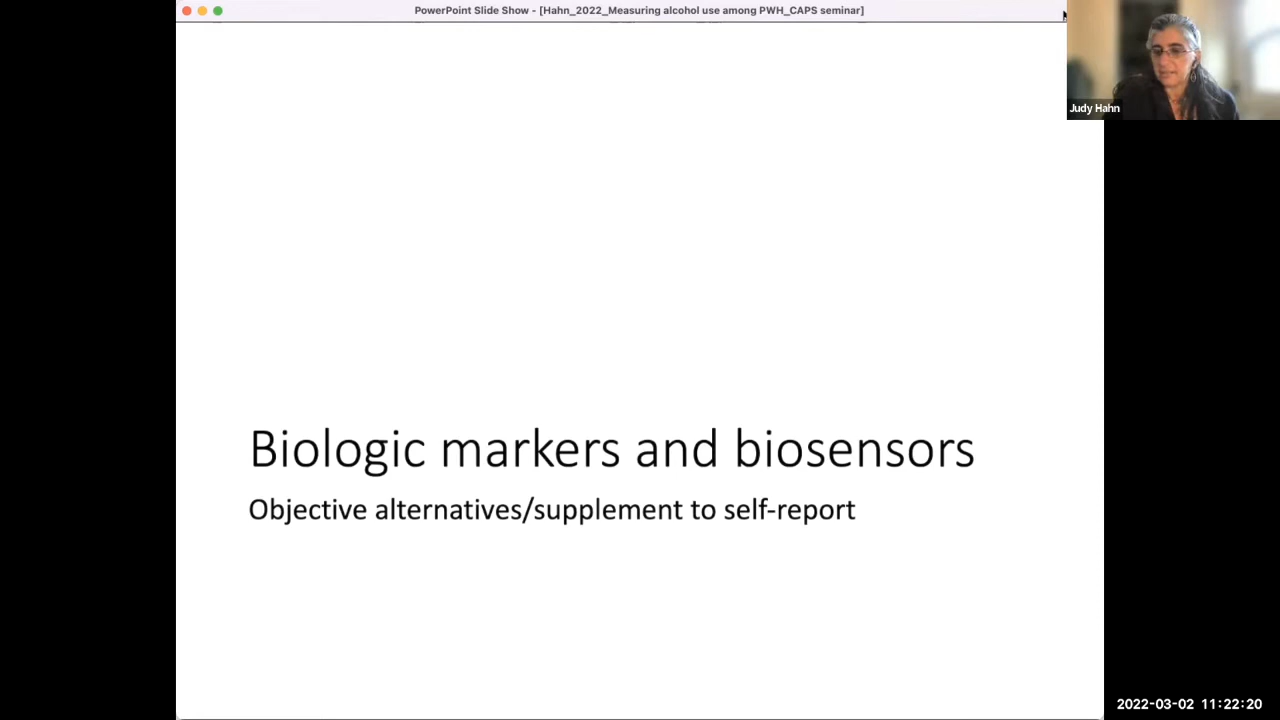 PowerPoint Slide Show - [Hahn_2022_Measuring alcohol use among PWH_CAPS seminar]
Judy Hahn
Biologic markers and biosensors
Objective alternatives/supplement to self-report
2022-03-02 11:22:20